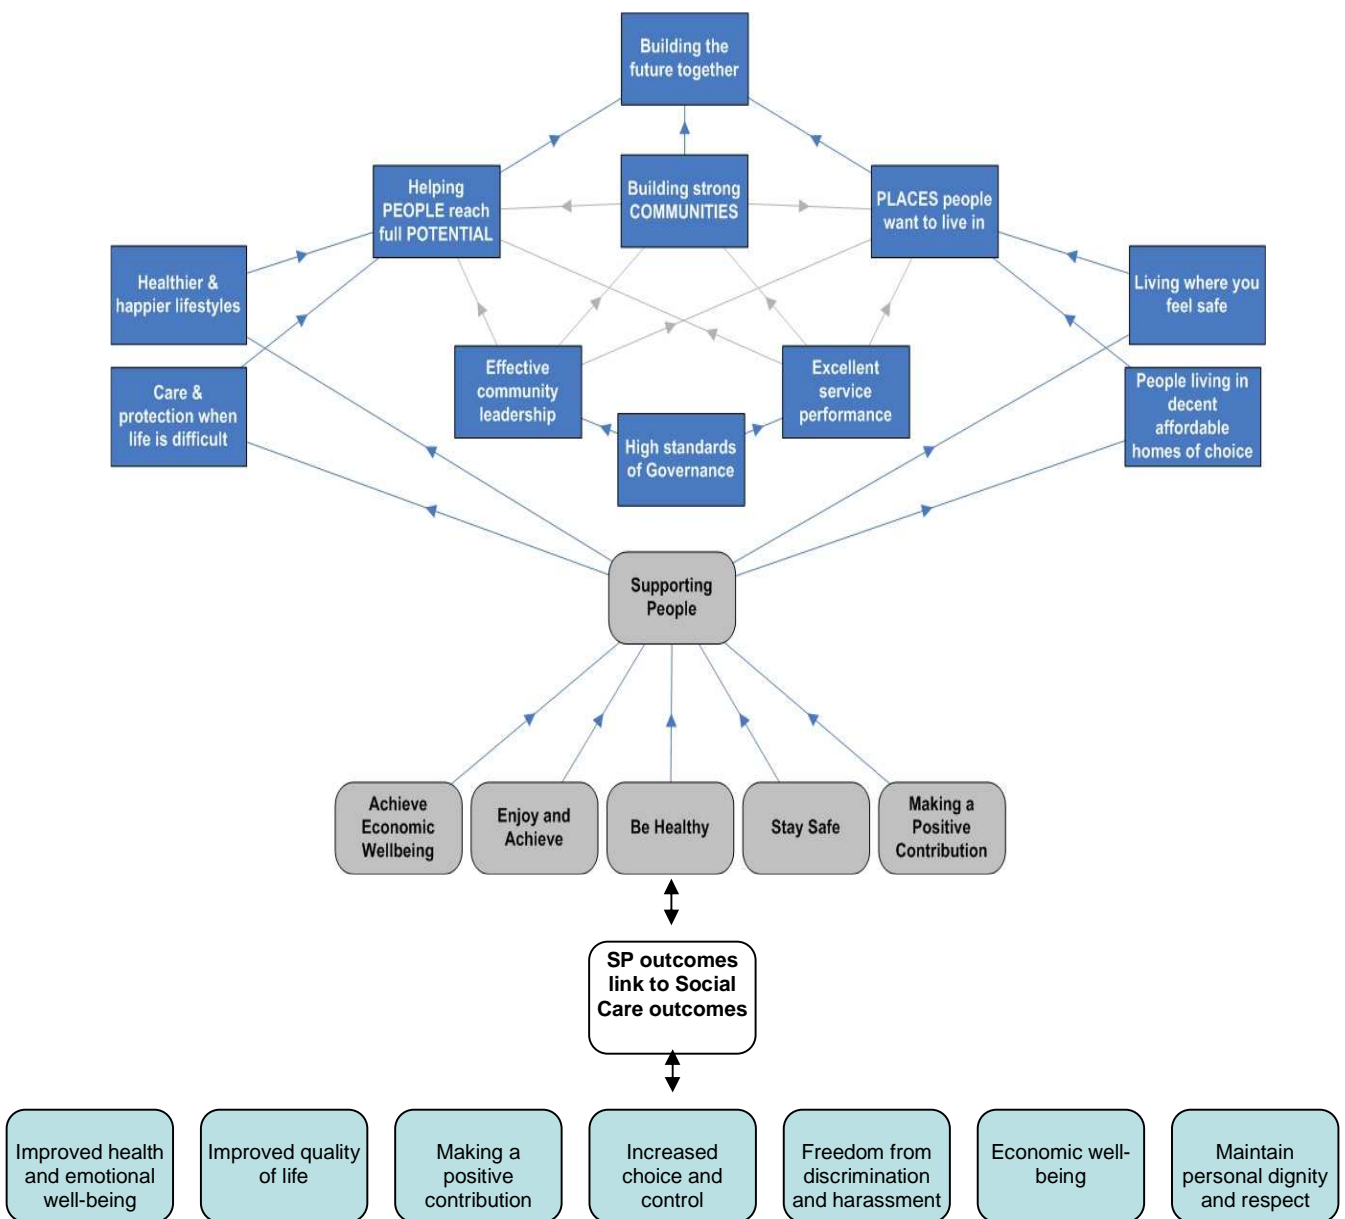 Building the
future together
Helping
PEOPLE reach
full POTENTIAL
Building strong
COMMUNITIES
PLACES people
want to live in
Healthier &
happier lifestyles
Living where you
feel safe
Care &
protection when
life is difficult
Effective
community
leadership
Excellent
service
performance
People living in
decent
affordable
homes of choice
High standards
of Governance
Supporting
People
Achieve
Economic
Wellbeing
Enjoy and
Achieve
Be Healthy
Stay Safe
Making a
Positive
Contribution
SP outcomes
link to Social
Care outcomes
Improved health
and emotional
well-being
Improved quality
of life
Making a
positive
contribution
Increased
choice and
control
Freedom from
discrimination
and harassment
Economic well-
being
Maintain
personal dignity
and respect